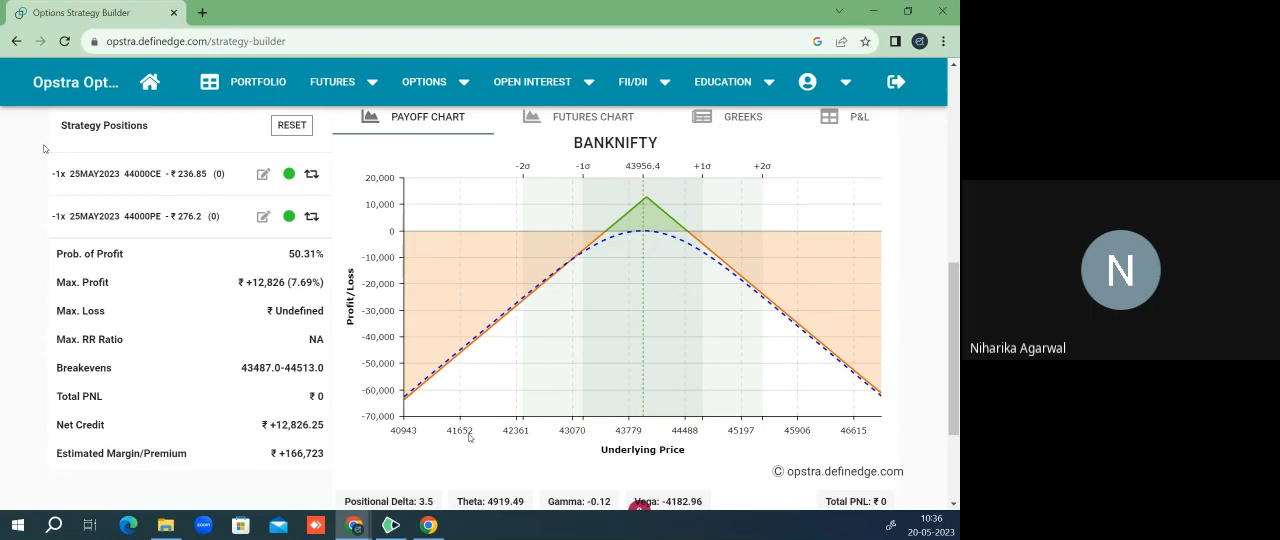 Options Strategy Builder
opstra.definedge.com/strategy-builder
Opstra Opt... PORTFOLIO FUTURES OPTIONS OPEN INTEREST FII/DII EDUCATION
Strategy Positions RESET
-1x 25MAY2023 44000CE - ₹ 236.85 (0)
-1x 25MAY2023 44000PE - ₹ 276.2 (0)
Prob. of Profit 50.31%
Max. Profit ₹ +12,826 (7.69%)
Max. Loss ₹ Undefined
Max. RR Ratio NA
Breakevens 43487.0-44513.0
Total PNL ₹ 0
Net Credit ₹ +12,826.25
Estimated Margin/Premium ₹ +166,723
PAYOFF CHART FUTURES CHART GREEKS P&L
BANKNIFTY
-2σ -1σ 43956.4 +1σ +2σ
20,000
10,000
0
-10,000
-20,000
-30,000
-40,000
-50,000
-60,000
-70,000
Profit/Loss
40943 41652 42361 43070 43779 44488 45197 45906 46615
Underlying Price
© opstra.definedge.com
Positional Delta: 3.5 Theta: 4919.49 Gamma: -0.12 Vega: -4182.96 Total PNL: ₹ 0
N
Niharika Agarwal
zoom
10:36
20-05-2023